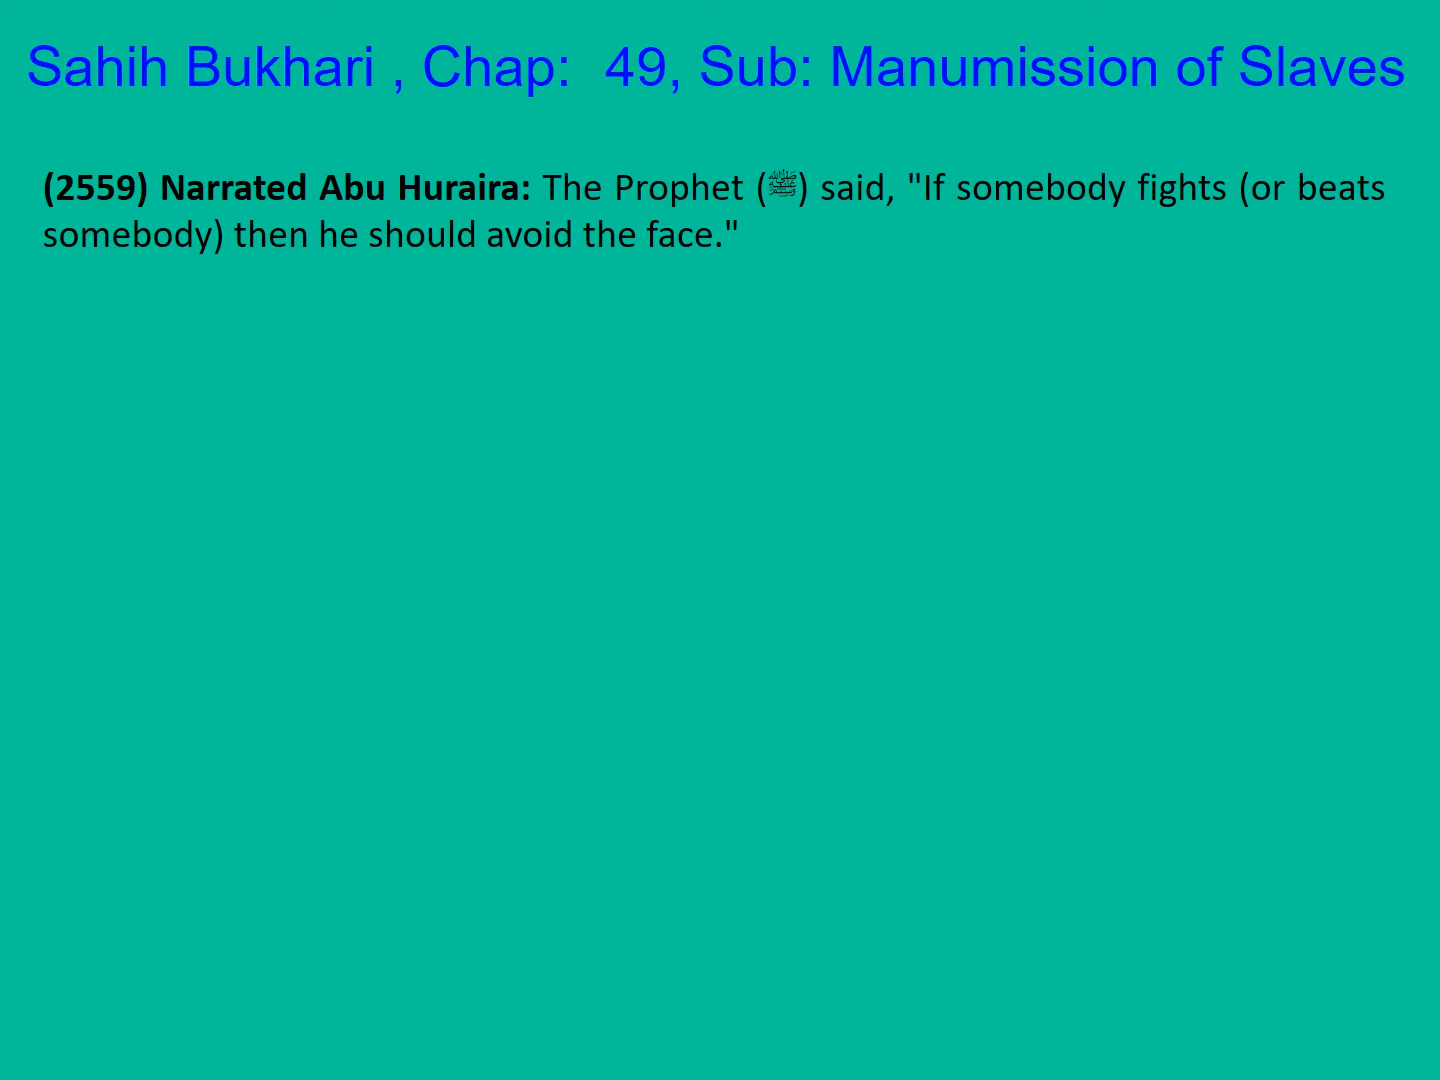 Sahih Bukhari , Chap:  49, Sub: Manumission of Slaves
(2559) Narrated Abu Huraira: The Prophet (ﷺ) said, "If somebody fights (or beats
somebody) then he should avoid the face."